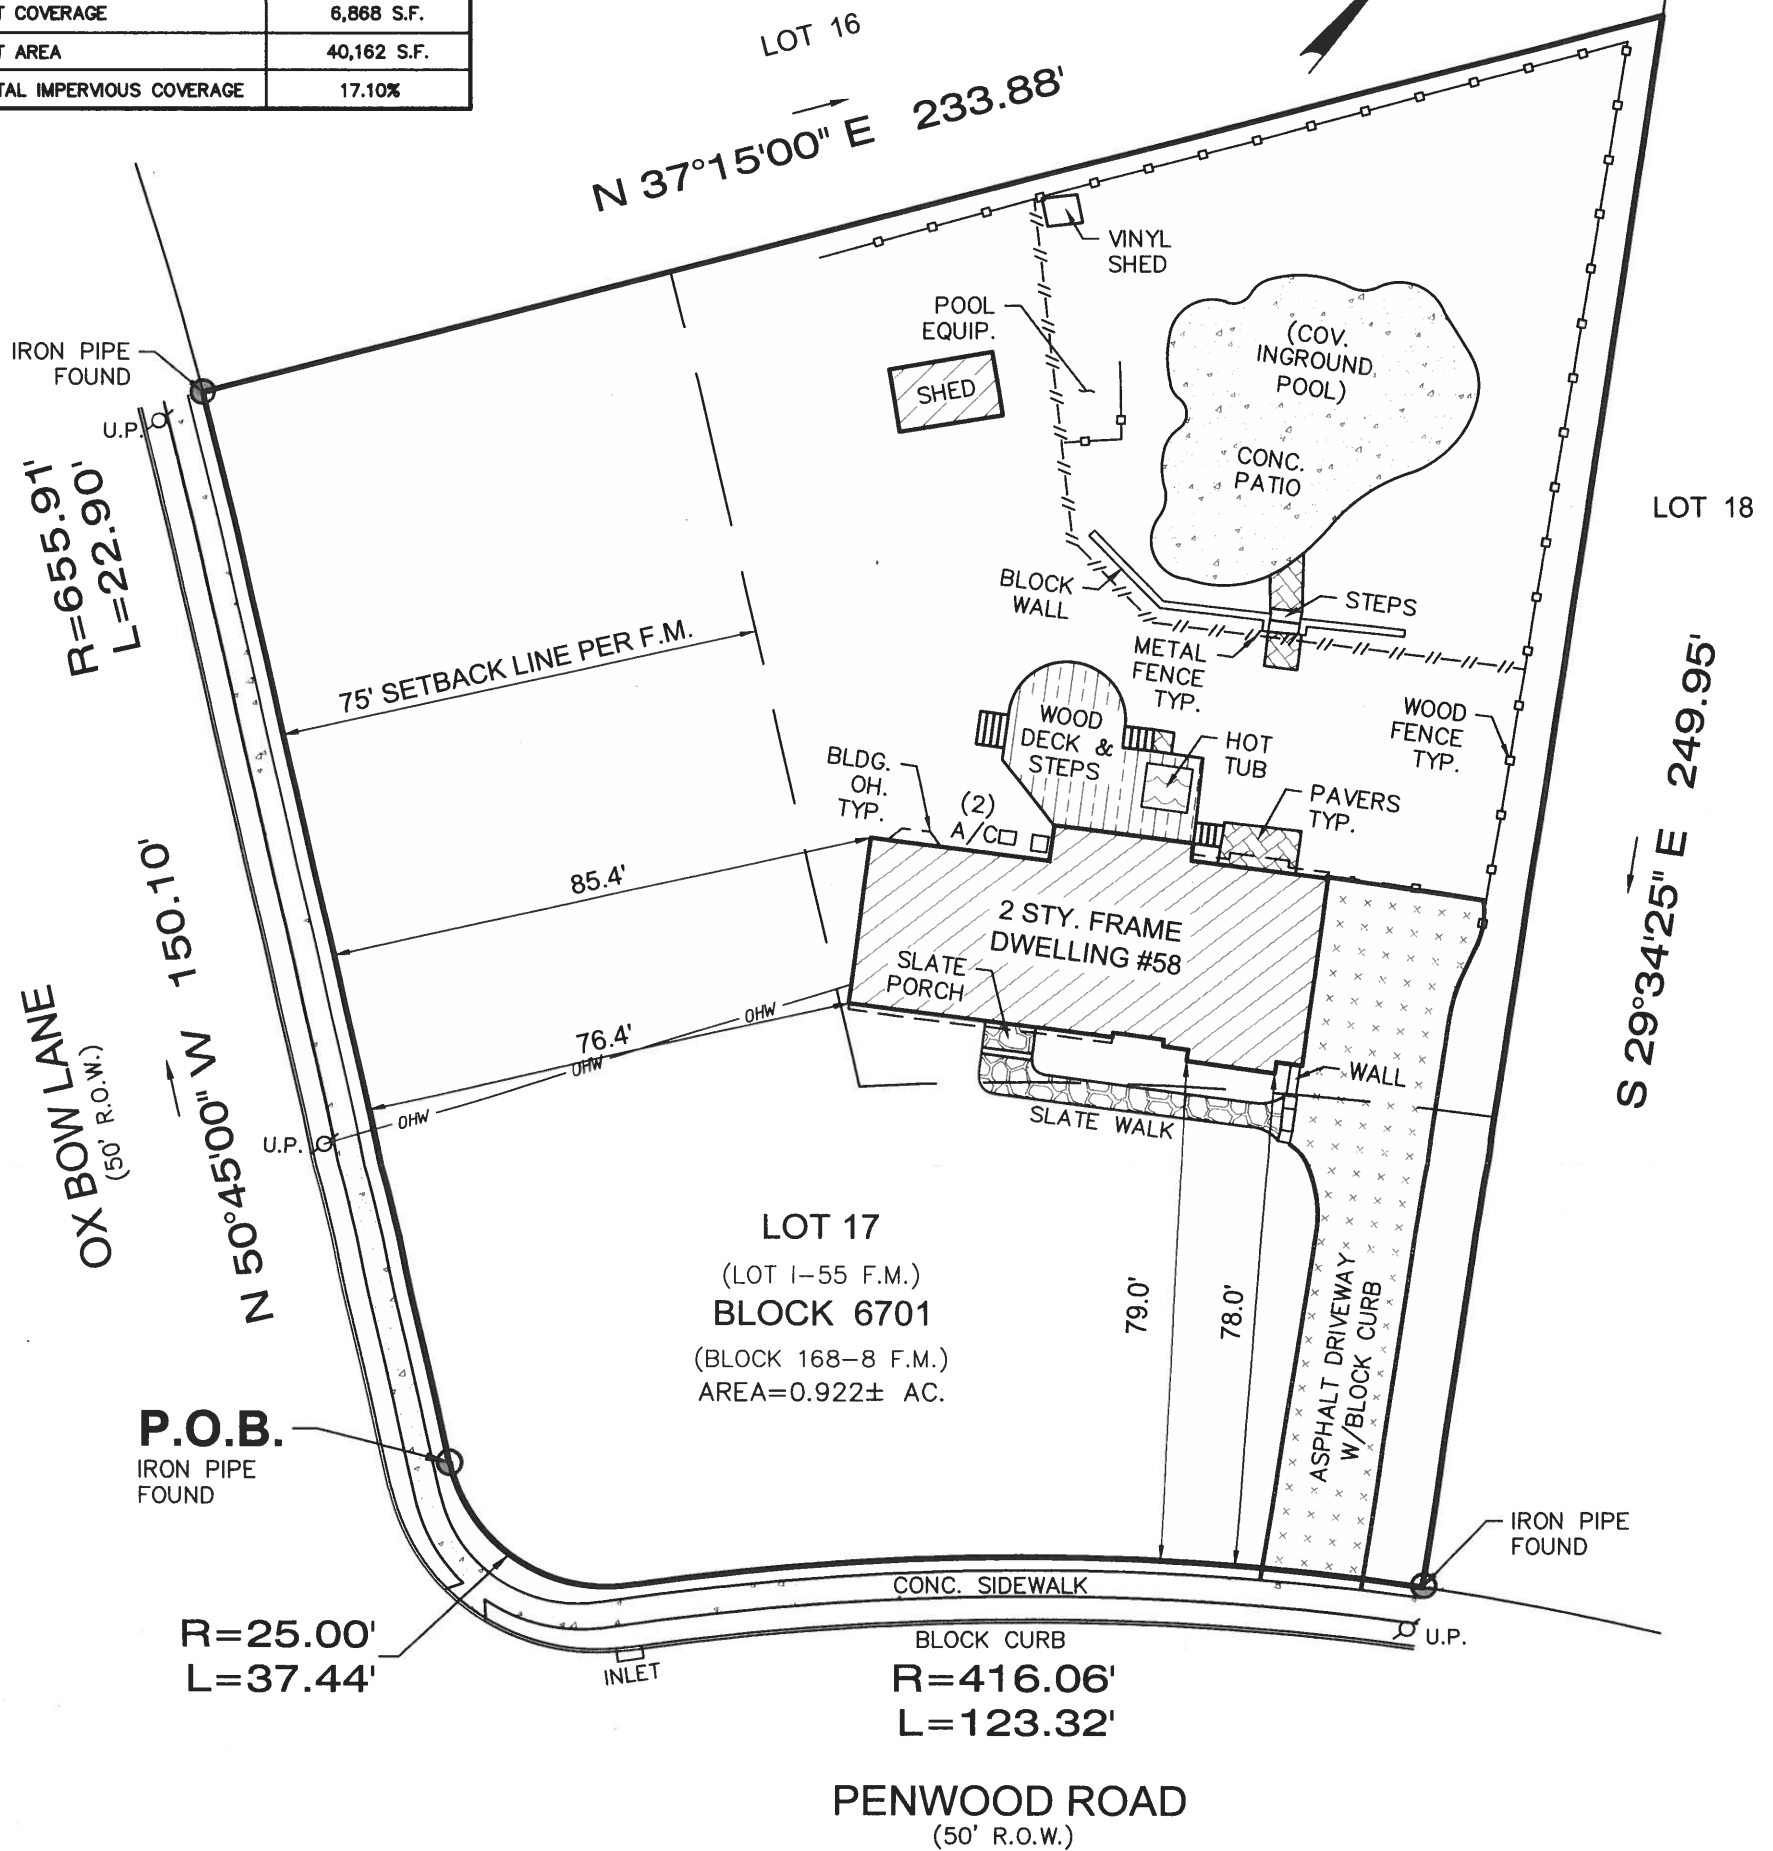 COVERAGE 6,868 S.F.
AREA 40,162 S.F.
IMPERVIOUS COVERAGE 17.10%
LOT 16
N 37°15'00" E 233.88'
VINYL
SHED
POOL
EQUIP.
(COV.
INGROUND
POOL)
IRON PIPE
FOUND
SHED
U.P.
CONC.
PATIO
R=655.91'
L=22.90'
LOT 18
BLOCK
WALL
STEPS
75' SETBACK LINE PER F.M.
METAL
FENCE
TYP.
WOOD
FENCE
TYP.
WOOD
DECK &
STEPS
HOT
TUB
S 29°34'25" E 249.95'
BLDG.
OH.
TYP.
(2)
A/C
PAVERS
TYP.
85.4'
2 STY. FRAME
DWELLING #58
SLATE
PORCH
76.4'
OHW
OHW
OHW
WALL
SLATE WALK
U.P.
OX BOW LANE
(50' R.O.W.)
N 50°45'00" W 150.10'
LOT 17
(LOT I-55 F.M.)
BLOCK 6701
(BLOCK 168-8 F.M.)
AREA=0.922± AC.
79.0'
78.0'
ASPHALT DRIVEWAY
W/BLOCK CURB
P.O.B.
IRON PIPE
FOUND
IRON PIPE
FOUND
CONC. SIDEWALK
BLOCK CURB
U.P.
R=25.00'
L=37.44'
INLET
R=416.06'
L=123.32'
PENWOOD ROAD
(50' R.O.W.)